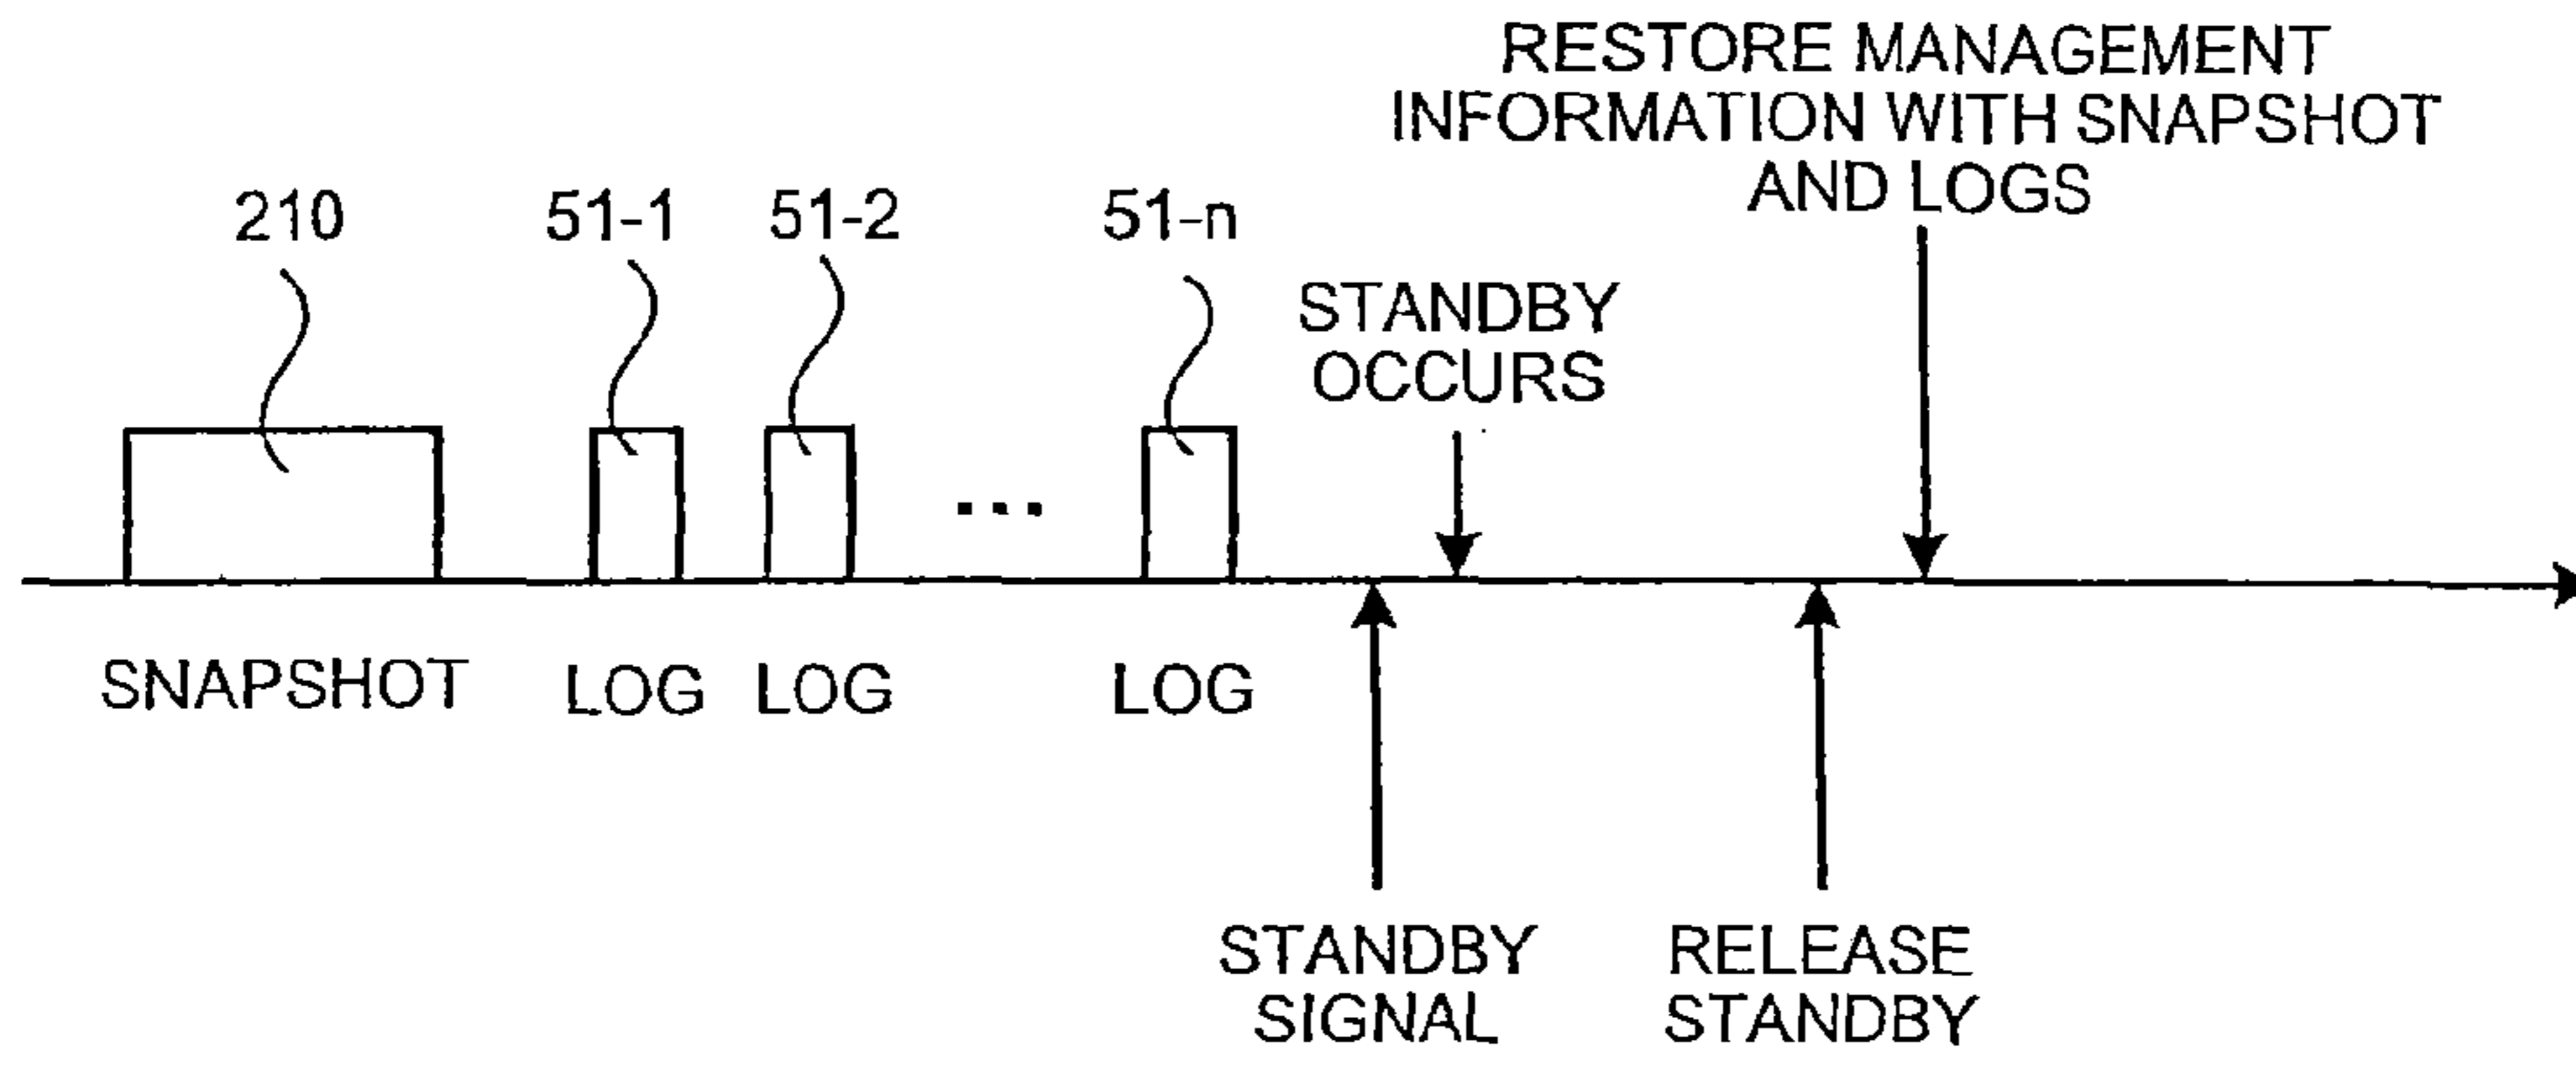 RESTORE MANAGEMENT
INFORMATION WITH SNAPSHOT
AND LOGS
210
51-1
51-2
51-n
STANDBY
OCCURS
...
SNAPSHOT
LOG
LOG
LOG
STANDBY
SIGNAL
RELEASE
STANDBY